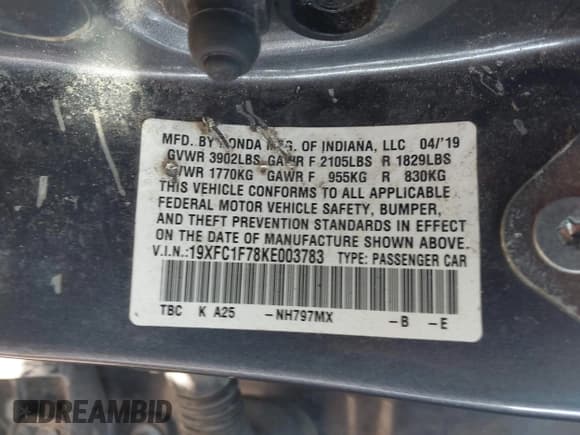 MFD. BY HONDA MFG. OF INDIANA, LLC 04/'19
GVWR 3902LBS GAWR F 2105LBS R 1829LBS
GVWR 1770KG GAWR F 955KG R 830KG
THIS VEHICLE CONFORMS TO ALL APPLICABLE
FEDERAL MOTOR VEHICLE SAFETY, BUMPER,
AND THEFT PREVENTION STANDARDS IN EFFECT
ON THE DATE OF MANUFACTURE SHOWN ABOVE.
V.I.N.:19XFC1F78KE003783 TYPE: PASSENGER CAR
TBC K A25 -NH797MX -B -E
DREAMBID